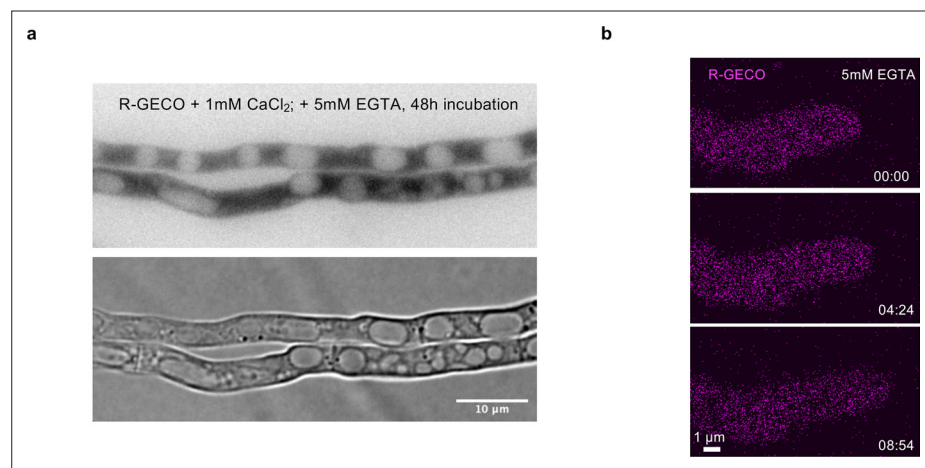 a
R-GECO + 1mM CaCl₂; + 5mM EGTA, 48h incubation
10 µm
b
R-GECO
5mM EGTA
00:00
04:24
1 µm
08:54